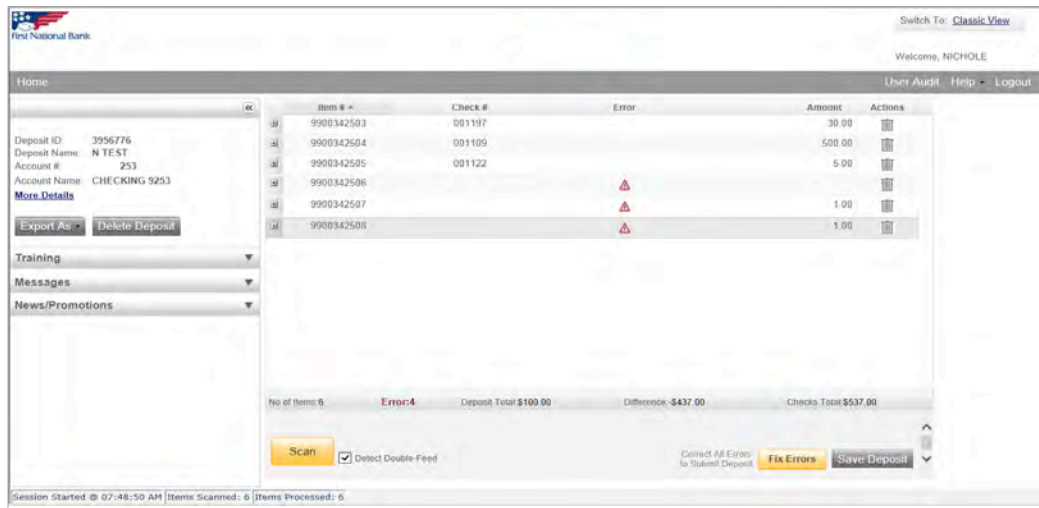 First National Bank
Switch To: Classic View
Welcome, NICHOLE
Home
User Audit Help Logout
Item # Check # Error Amount Actions
9900342503 001197 30.00
Deposit ID: 3956776
9900342504 001109 500.00
Deposit Name: N TEST
Account #: 253
9900342505 001122 5.00
Account Name: CHECKING 9253
9900342506
More Details
9900342507 1.00
Export As Delete Deposit
9900342508 1.00
Training
Messages
News/Promotions
No of Items:6 Error:4 Deposit Total:$100.00 Difference:-$437.00 Checks Total:$537.00
Scan
Detect Double-Feed
Correct All Errors
to Submit Deposit
Fix Errors
Save Deposit
Session Started @ 07:48:50 AM Items Scanned: 6 Items Processed: 6